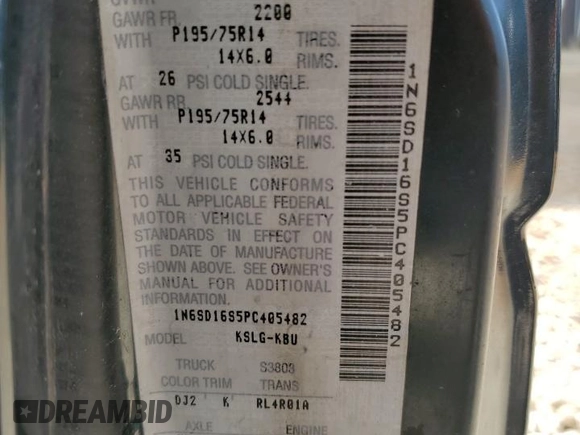 GAWR FR. 2200
WITH P195/75R14 TIRES.
14X6.0 RIMS.
AT 26 PSI COLD SINGLE.
GAWR RR. 2544
WITH P195/75R14 TIRES.
14X6.0 RIMS.
AT 35 PSI COLD SINGLE.
THIS VEHICLE CONFORMS
TO ALL APPLICABLE FEDERAL
MOTOR VEHICLE SAFETY
STANDARDS IN EFFECT ON
THE DATE OF MANUFACTURE
SHOWN ABOVE. SEE OWNER'S
MANUAL FOR ADDITIONAL
INFORMATION.
1N6SD16S5PC405482
MODEL KSLG-K8U
TRUCK S3803
COLOR TRIM TRANS
DJ2 K RL4R01A
AXLE ENGINE
1N6SD16S5PC405482
DREAMBID